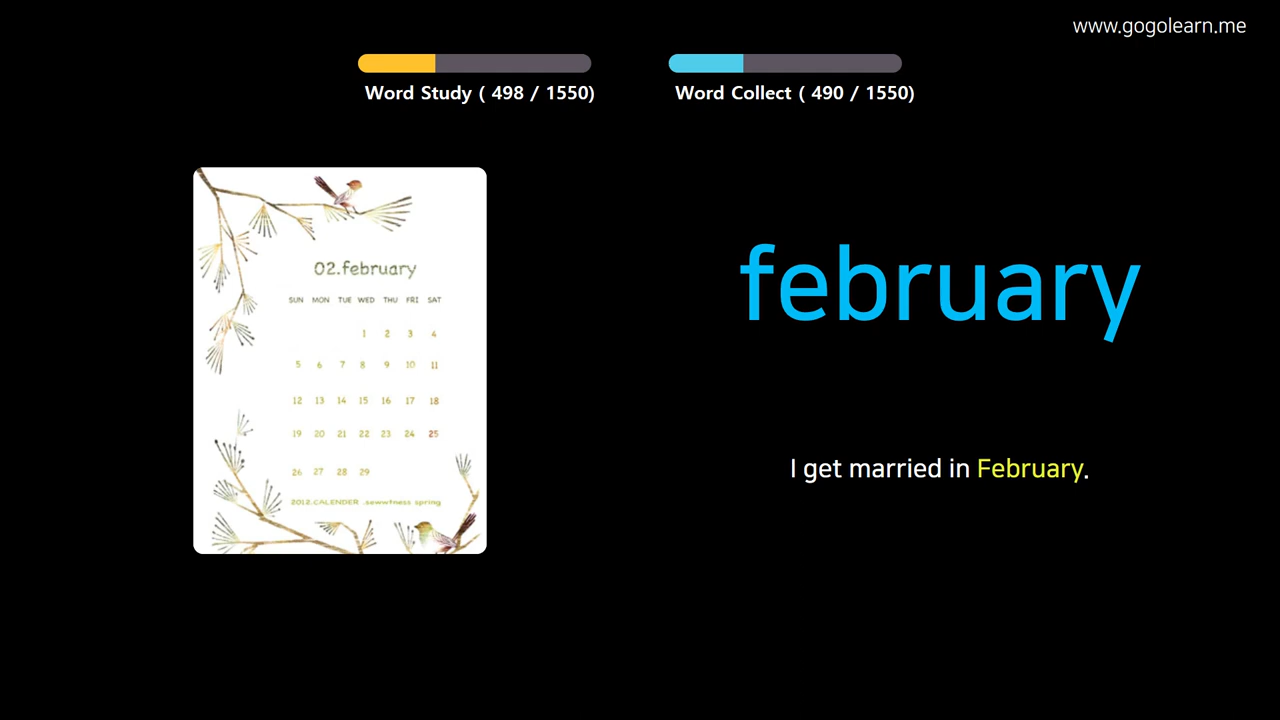 www.gogolearn.me
Word Study ( 498 / 1550)
Word Collect ( 490 / 1550)
02.february
SUN MON TUE WED THU FRI SAT
1 2 3 4
5 6 7 8 9 10 11
12 13 14 15 16 17 18
19 20 21 22 23 24 25
26 27 28 29
2012.CALENDER .sewwtness spring
february
I get married in February.